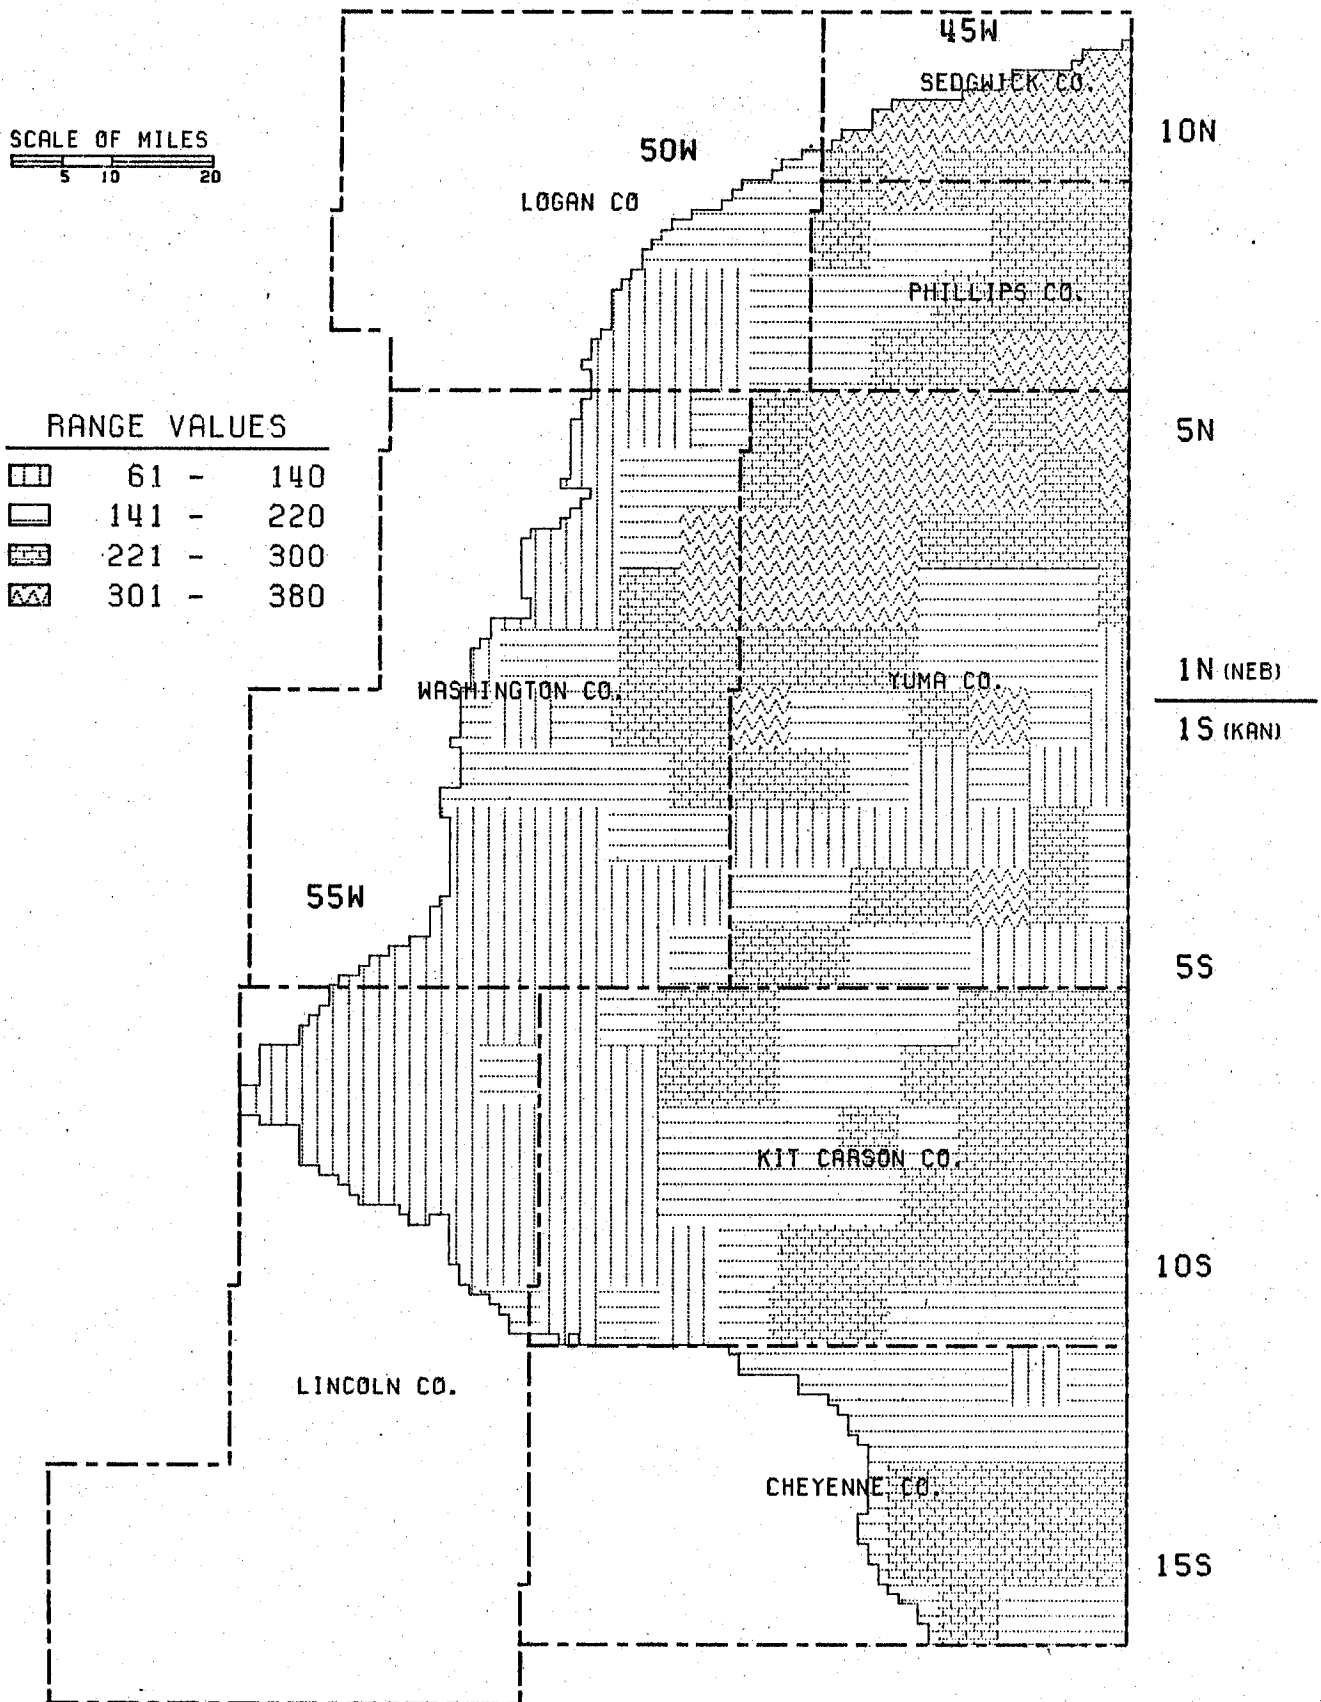 45W
SEDGWICK CO.
10N
SCALE OF MILES
5 10 20
50W
LOGAN CO
PHILLIPS CO.
RANGE VALUES
61 - 140
141 - 220
221 - 300
301 - 380
5N
WASHINGTON CO.
YUMA CO.
1N (NEB)
1S (KAN)
55W
5S
KIT CARSON CO.
10S
LINCOLN CO.
CHEYENNE CO.
15S